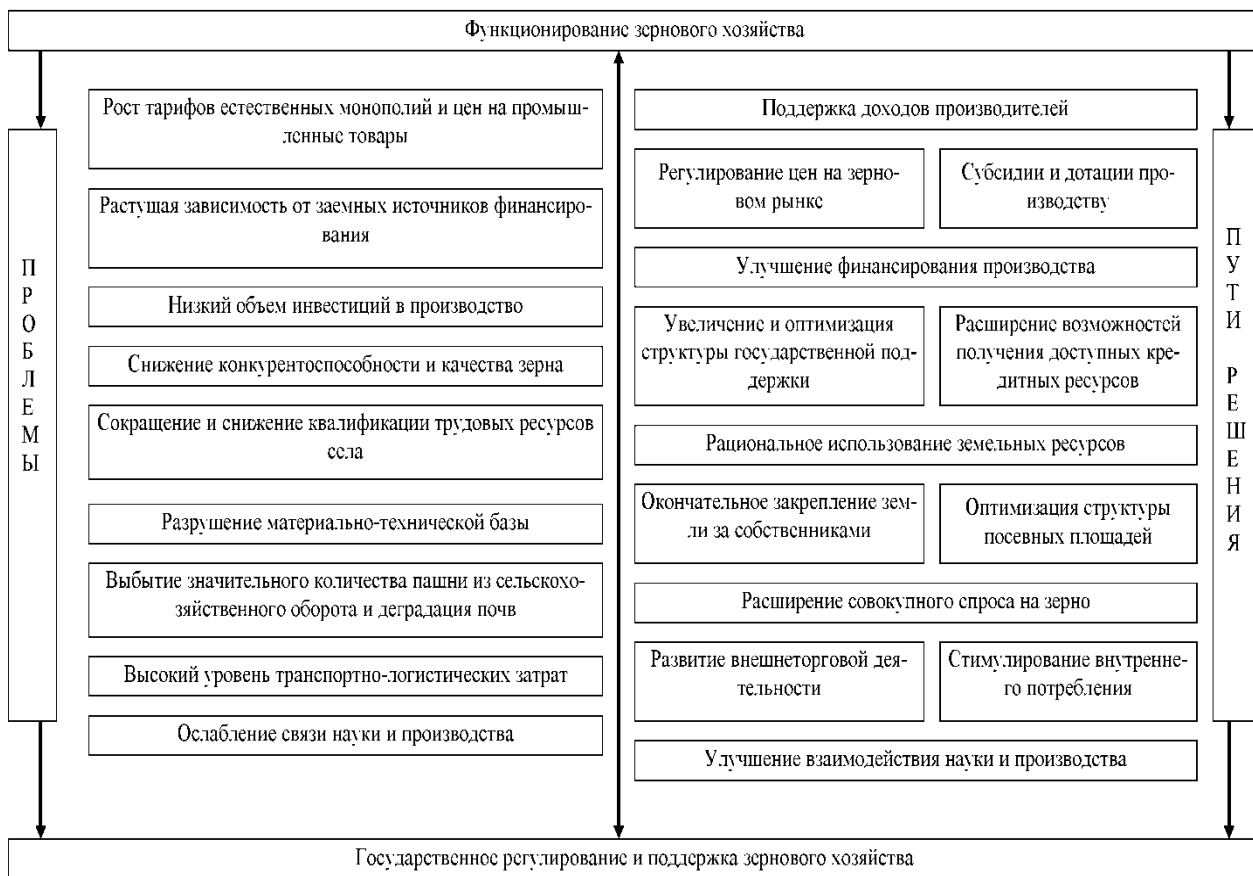 Функционирование зернового хозяйства
ПРОБЛЕМЫ
Рост тарифов естественных монополий и цен на промыш-
ленные товары
Растущая зависимость от заемных источников финансиро-
вания
Низкий объем инвестиций в производство
Снижение конкурентоспособности и качества зерна
Сокращение и снижение квалификации трудовых ресурсов
села
Разрушение материально-технической базы
Выбытие значительного количества пашни из сельскохо-
зяйственного оборота и деградация почв
Высокий уровень транспортно-логистических затрат
Ослабление связи науки и производства
Поддержка доходов производителей
Регулирование цен на зерно-
вом рынке
Субсидии и дотации про-
изводству
Улучшение финансирования производства
Увеличение и оптимизация
структуры государственной под-
держки
Расширение возможностей
получения доступных кре-
дитных ресурсов
Рациональное использование земельных ресурсов
Окончательное закрепление зем-
ли за собственниками
Оптимизация структуры
посевных площадей
Расширение совокупного спроса на зерно
Развитие внешнеторговой дея-
тельности
Стимулирование внутренне-
го потребления
Улучшение взаимодействия науки и производства
ПУТИ РЕШЕНИЯ
Государственное регулирование и поддержка зернового хозяйства